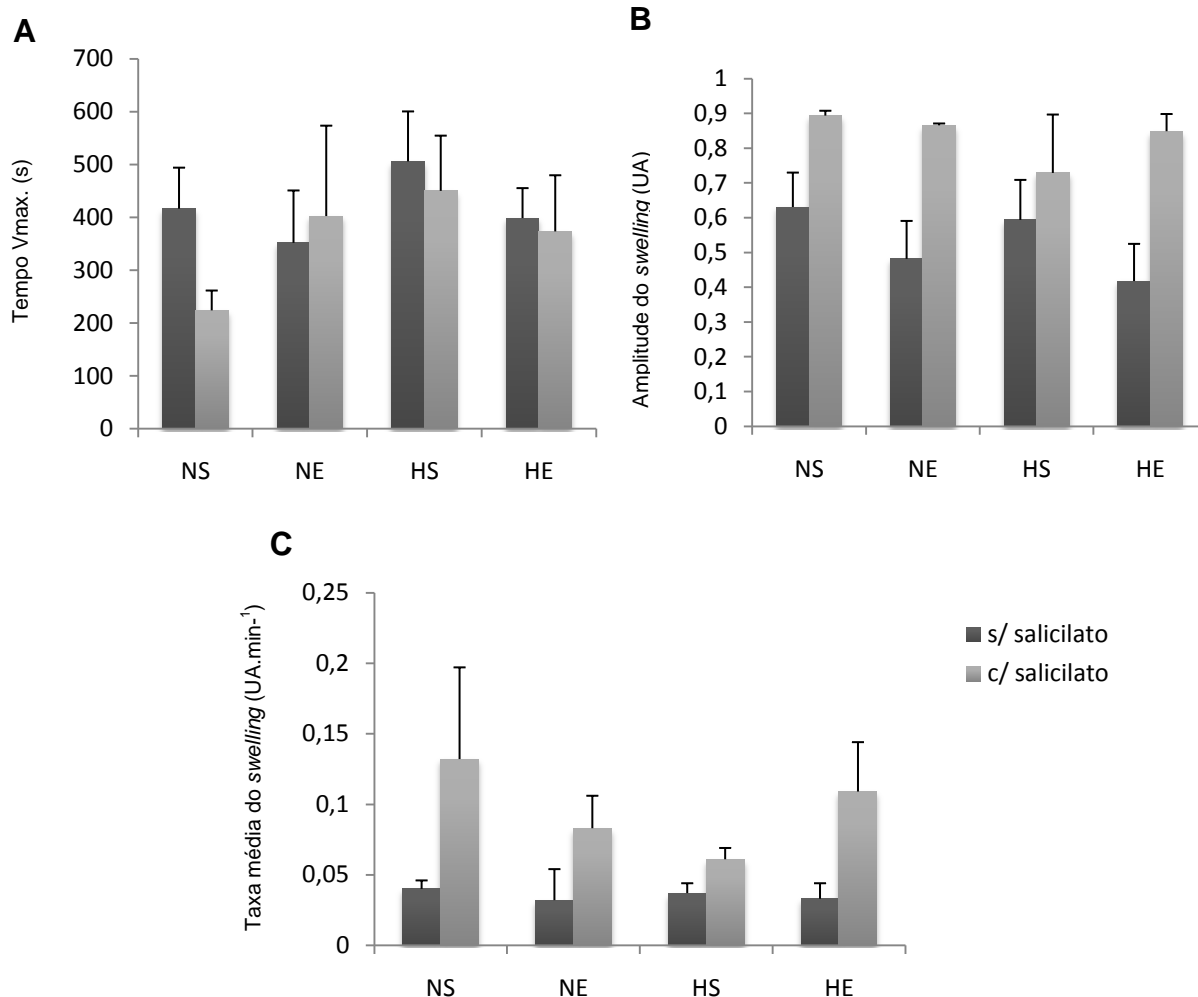 A
700
600
500
400
300
200
100
0
Tempo Vmax. (s)
NS NE HS HE
B
1
0,9
0,8
0,7
0,6
0,5
0,4
0,3
0,2
0,1
0
Amplitude do swelling (UA)
NS NE HS HE
C
0,25
0,2
0,15
0,1
0,05
0
Taxa média do swelling (UA.min-¹)
NS NE HS HE
s/ salicilato
c/ salicilato